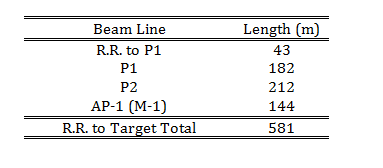 Beam Line Length (m)
R.R. to P1 43
P1 182
P2 212
AP-1 (M-1) 144
R.R. to Target Total 581